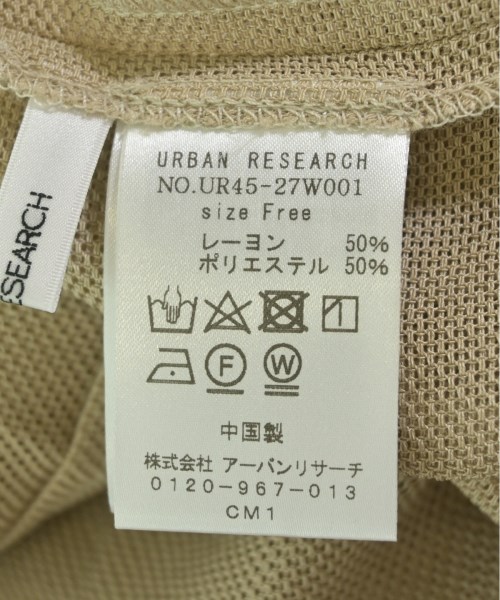 URBAN RESEARCH
NO.UR45-27W001
size Free
レーヨン 50%
ポリエステル 50%
F W
中国製
株式会社 アーバンリサーチ
0120-967-013
CM1
ESEARCH